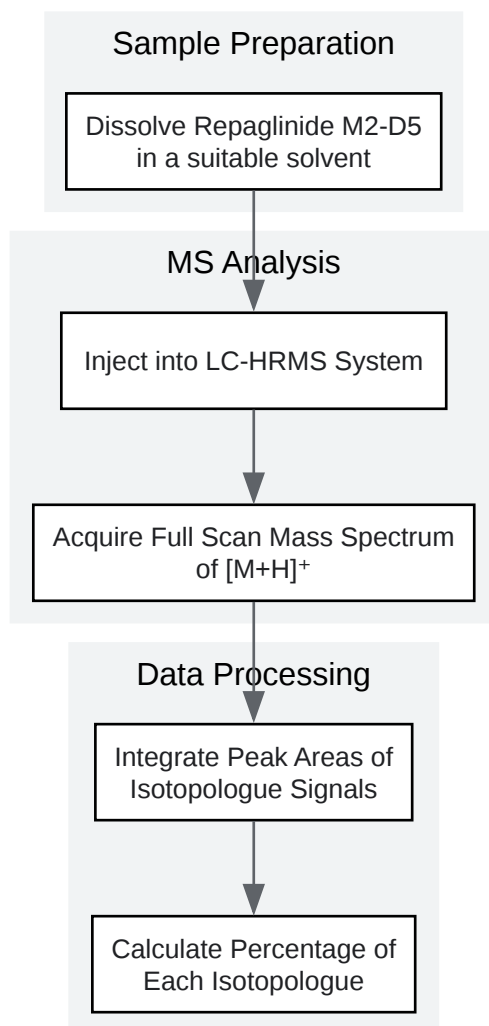 Sample Preparation
Dissolve Repaglinide M2-D5
in a suitable solvent
MS Analysis
Inject into LC-HRMS System
Acquire Full Scan Mass Spectrum
of [M+H]⁺
Data Processing
Integrate Peak Areas of
Isotopologue Signals
Calculate Percentage of
Each Isotopologue